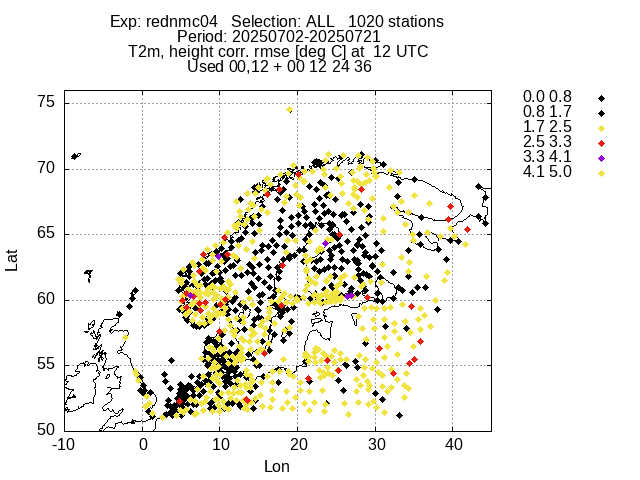 Exp: rednmc04   Selection: ALL   1020 stations
Period: 20250702-20250721
T2m, height corr. rmse [deg C] at  12 UTC
Used 00,12 + 00 12 24 36
0.0 0.8
0.8 1.7
1.7 2.5
2.5 3.3
3.3 4.1
4.1 5.0
75
70
65
60
55
50
Lat
-10 0 10 20 30 40
Lon